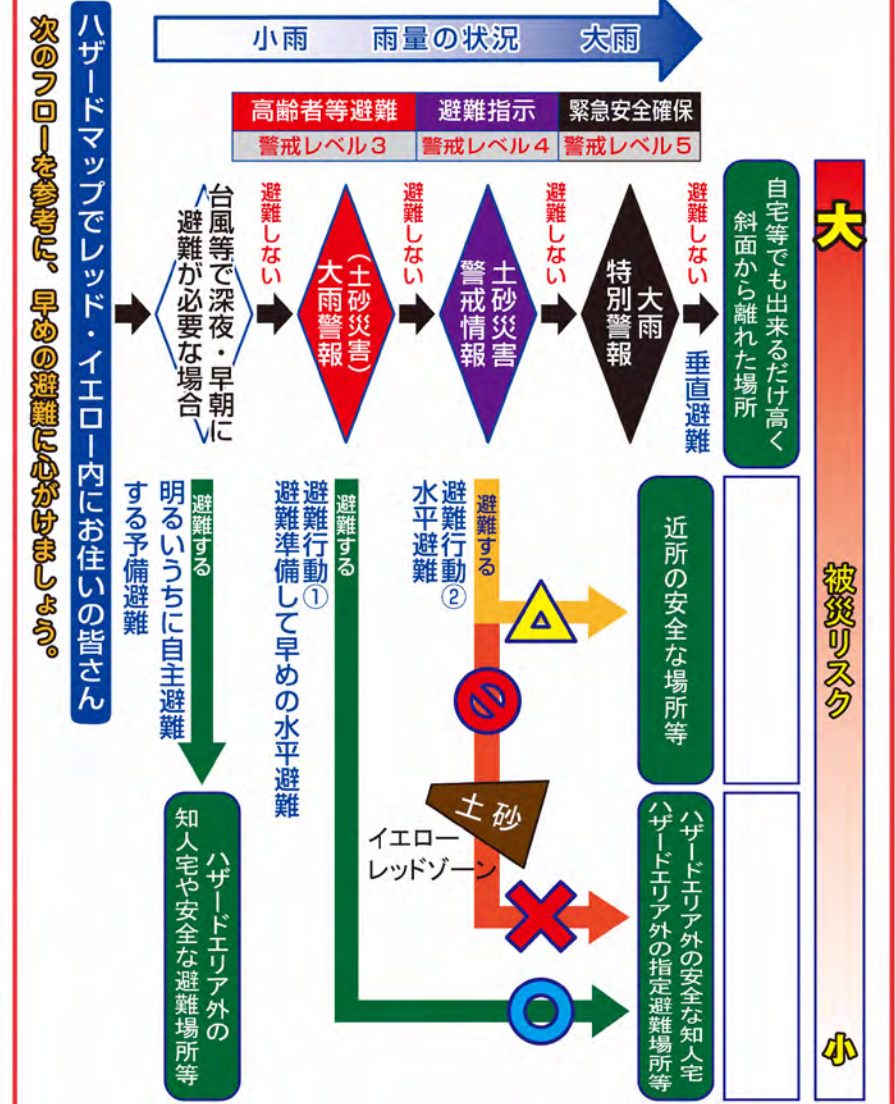 ハザードマップでレッド・イエロー内にお住いの皆さん
次のフローを参考に、早めの避難に心がけましょう。
小雨 雨量の状況 大雨
高齢者等避難
警戒レベル3
避難指示
警戒レベル4
緊急安全確保
警戒レベル5
台風等で深夜・早朝に
避難が必要な場合
避難しない
(土砂災害)
大雨警報
避難しない
土砂災害
警戒情報
避難しない
大雨
特別警報
避難しない
垂直避難
自宅等でも出来るだけ高く
斜面から離れた場所
避難する
明るいうちに自主避難
する予備避難
ハザードエリア外の
知人宅や安全な避難場所等
避難する
避難行動①
避難準備して早めの水平避難
避難する
避難行動②
水平避難
近所の安全な場所等
土砂
イエロー
レッドゾーン
ハザードエリア外の安全な知人宅
ハザードエリア外の指定避難場所等
大
被災リスク
小